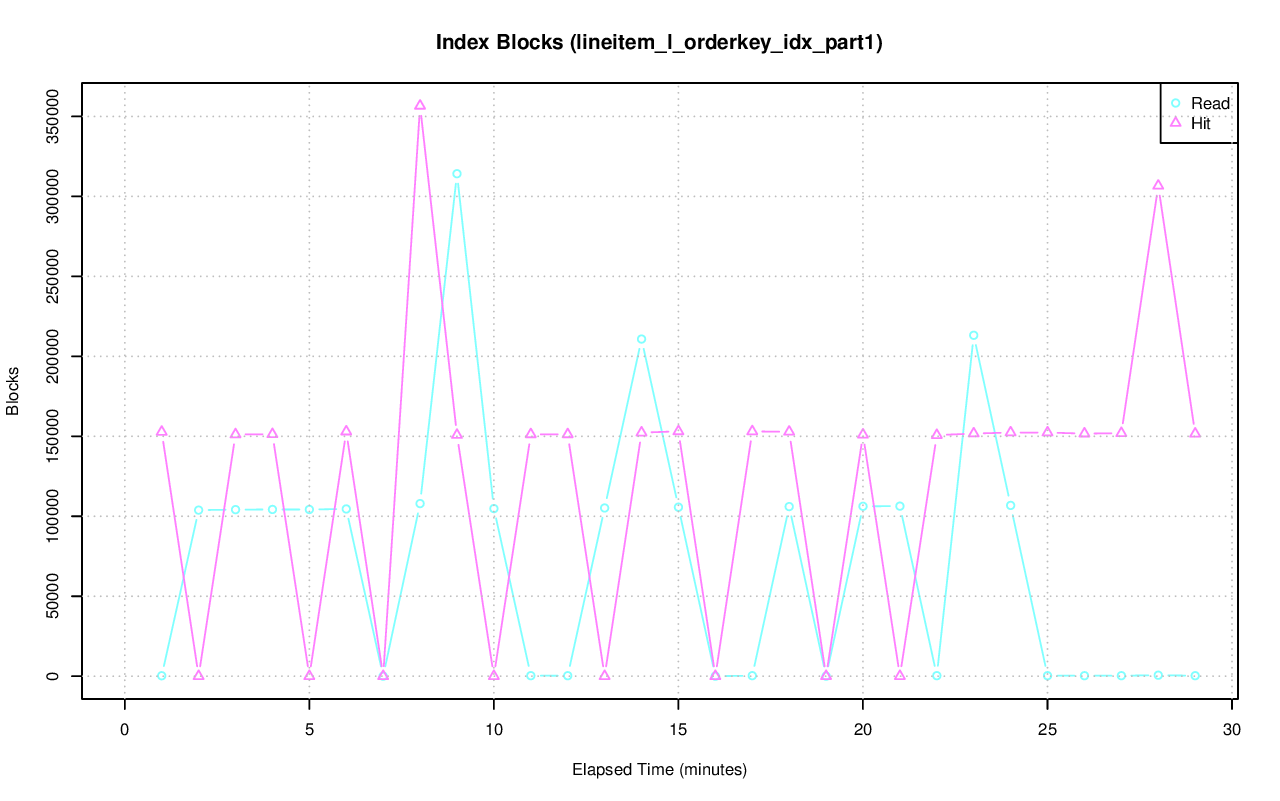 Index Blocks (lineitem_l_orderkey_idx_part1)
Read
Hit
350000
300000
250000
200000
150000
100000
50000
0
Blocks
0 5 10 15 20 25 30
Elapsed Time (minutes)